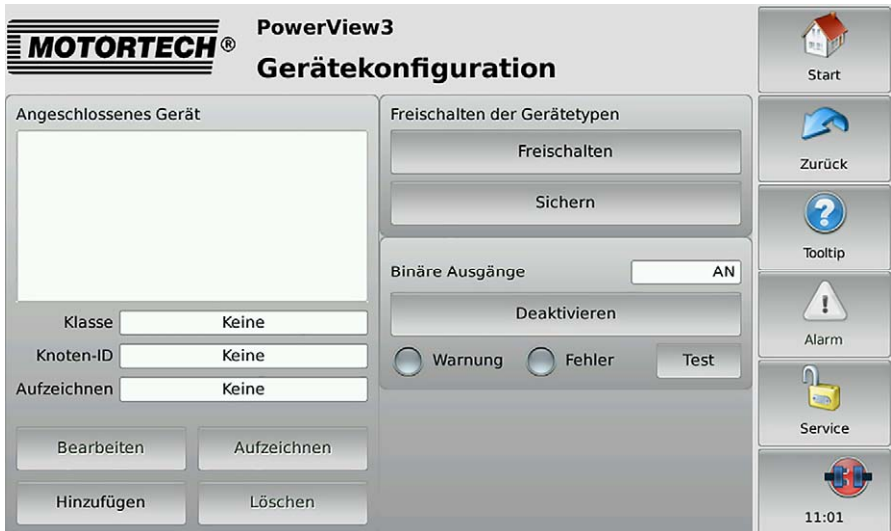 MOTORTECH®
PowerView3
Gerätekonfiguration
Angeschlossenes Gerät
Klasse Keine
Knoten-ID Keine
Aufzeichnen Keine
Bearbeiten Aufzeichnen
Hinzufügen Löschen
Freischalten der Gerätetypen
Freischalten
Sichern
Binäre Ausgänge AN
Deaktivieren
Warnung Fehler Test
Start
Zurück
Tooltip
Alarm
Service
11:01